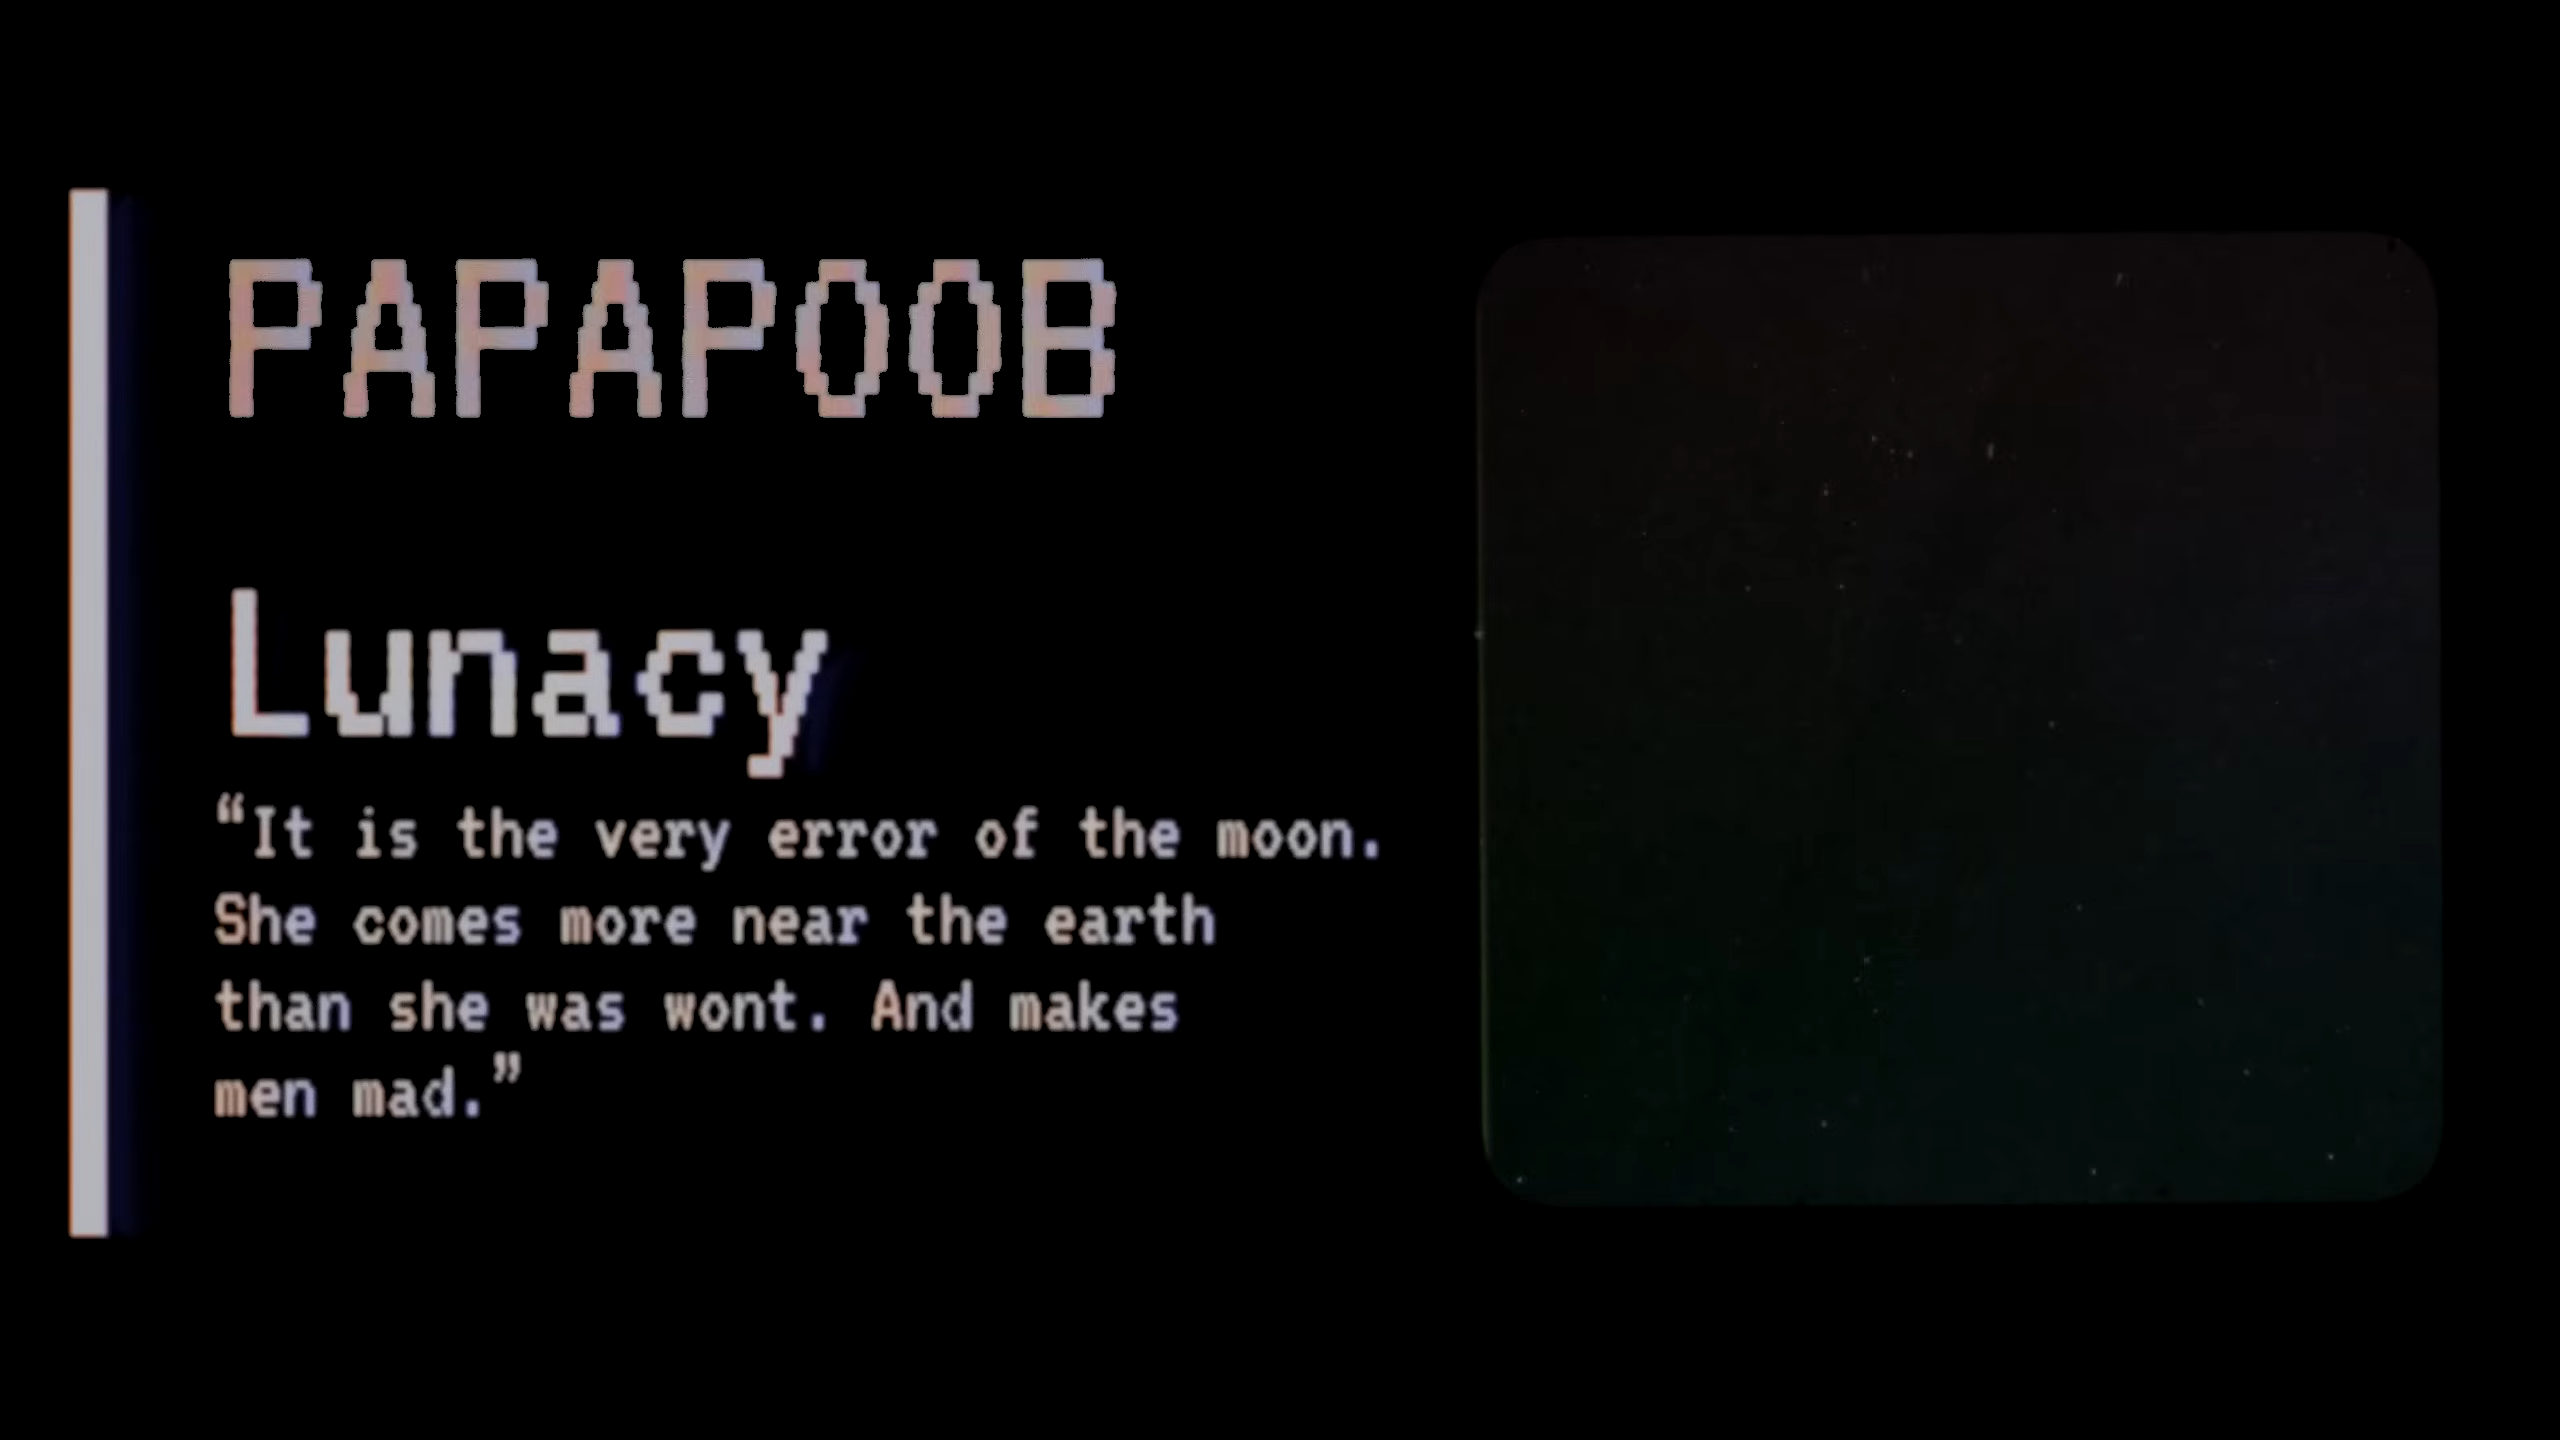 PAPAPOOB
Lunacy
“It is the very error of the moon.
She comes more near the earth
than she was wont. And makes
men mad.”